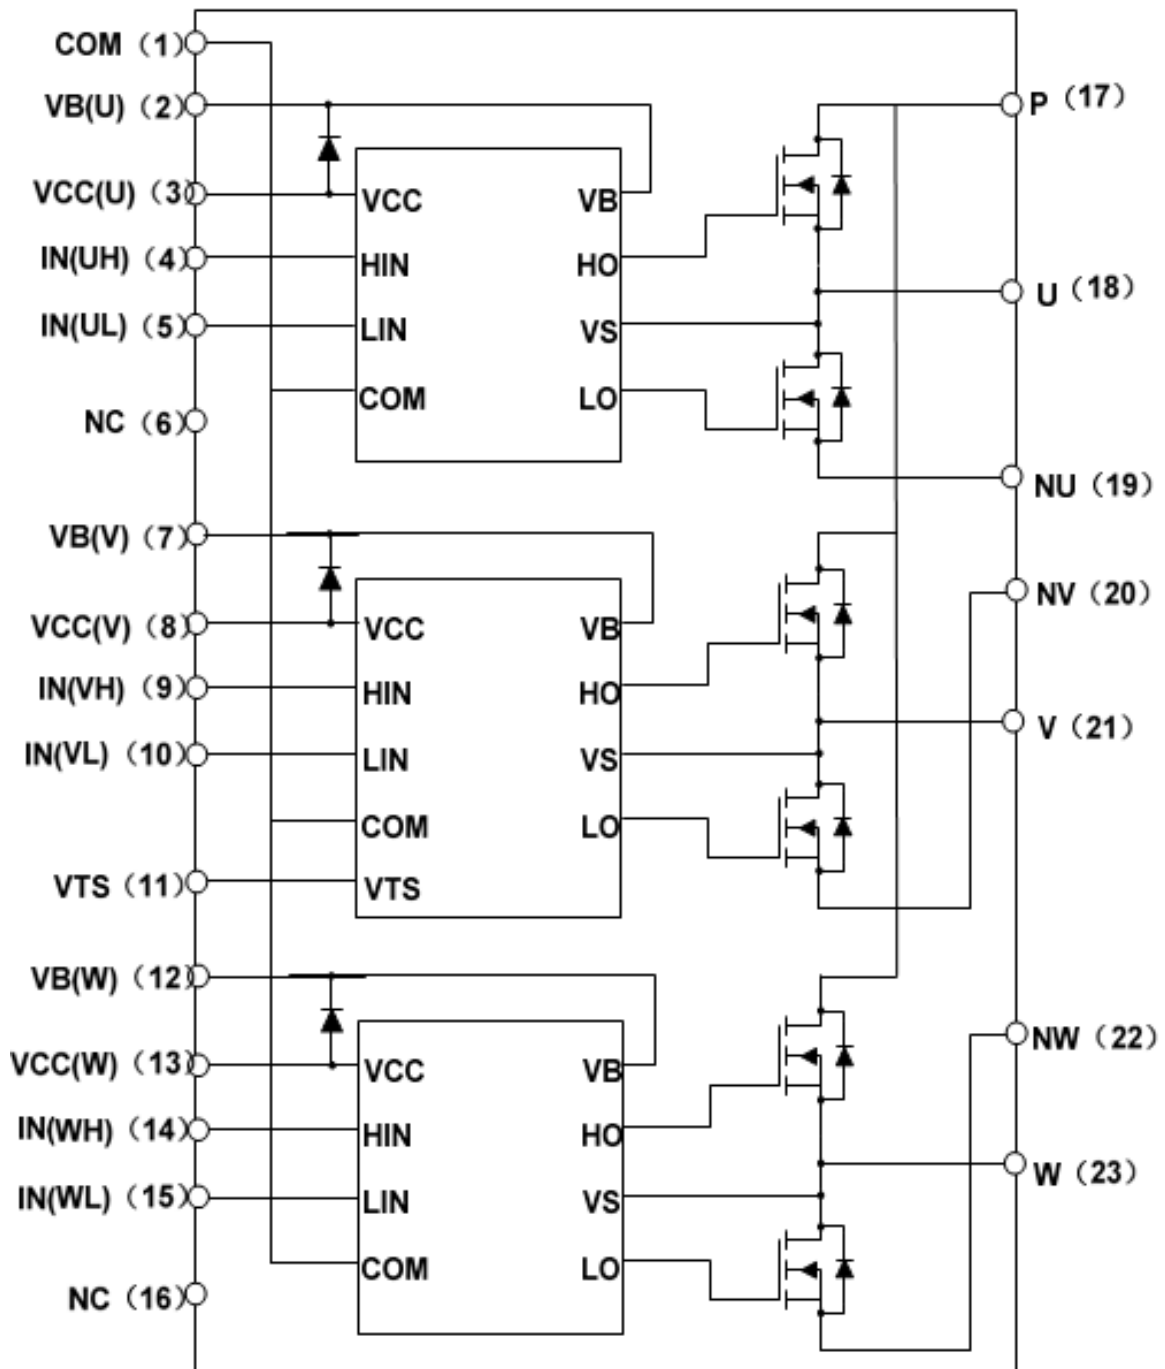 COM（1）
VB(U)（2）
VCC(U)（3）
IN(UH)（4）
IN(UL)（5）
NC（6）
VB(V)（7）
VCC(V)（8）
IN(VH)（9）
IN(VL)（10）
VTS（11）
VB(W)（12）
VCC(W)（13）
IN(WH)（14）
IN(WL)（15）
NC（16）
VCC
HIN
LIN
COM
VB
HO
VS
LO
VCC
HIN
LIN
COM
VTS
VB
HO
VS
LO
VCC
HIN
LIN
COM
VB
HO
VS
LO
P（17）
U（18）
NU（19）
NV（20）
V（21）
NW（22）
W（23）